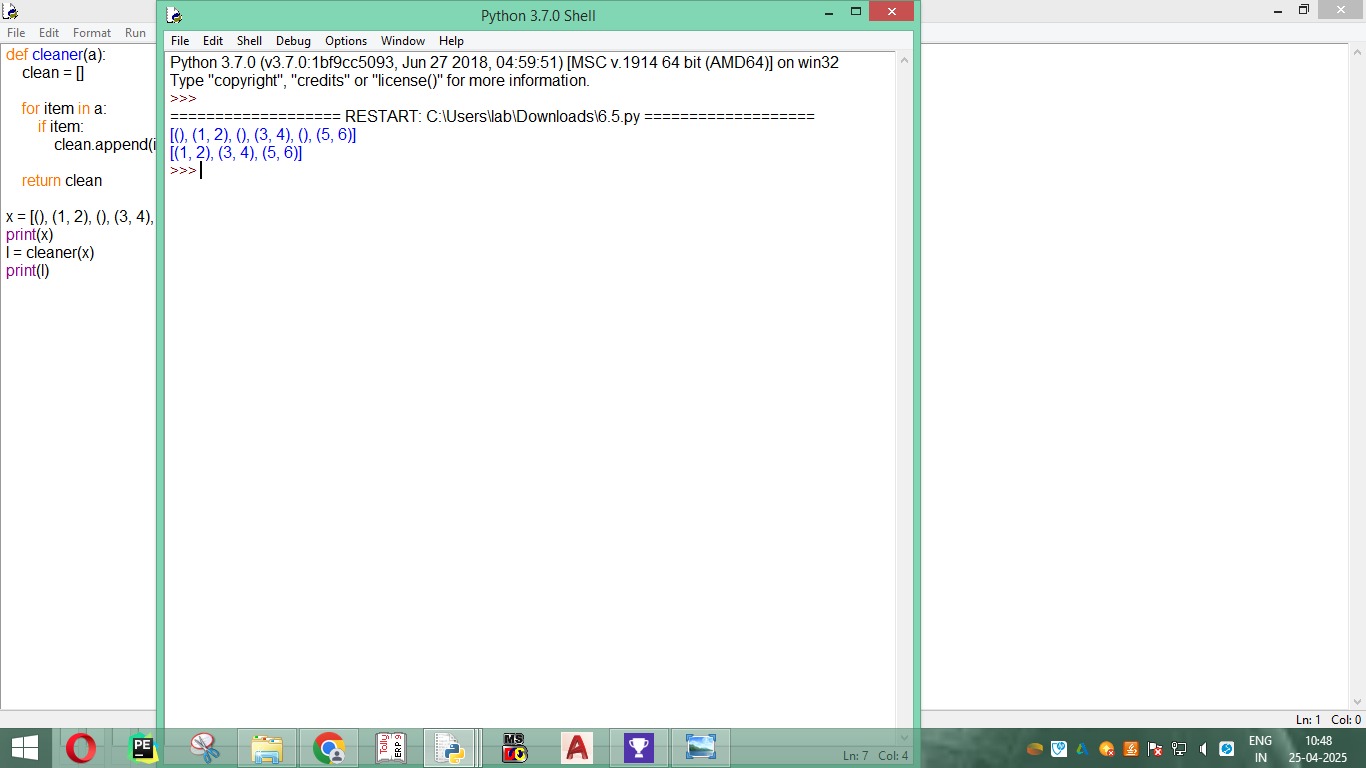 Python 3.7.0 Shell
File Edit Format Run
File Edit Shell Debug Options Window Help
def cleaner(a):
    clean = []
    for item in a:
        if item:
            clean.append(i
    return clean
x = [(), (1, 2), (), (3, 4),
print(x)
l = cleaner(x)
print(l)
Python 3.7.0 (v3.7.0:1bf9cc5093, Jun 27 2018, 04:59:51) [MSC v.1914 64 bit (AMD64)] on win32
Type "copyright", "credits" or "license()" for more information.
>>>
=================== RESTART: C:\Users\lab\Downloads\6.5.py ===================
[(), (1, 2), (), (3, 4), (), (5, 6)]
[(1, 2), (3, 4), (5, 6)]
>>>
Ln: 1 Col: 0
Ln: 7 Col: 4
PE
Tally
ERP 9
MS
A
ENG
IN
10:48
25-04-2025